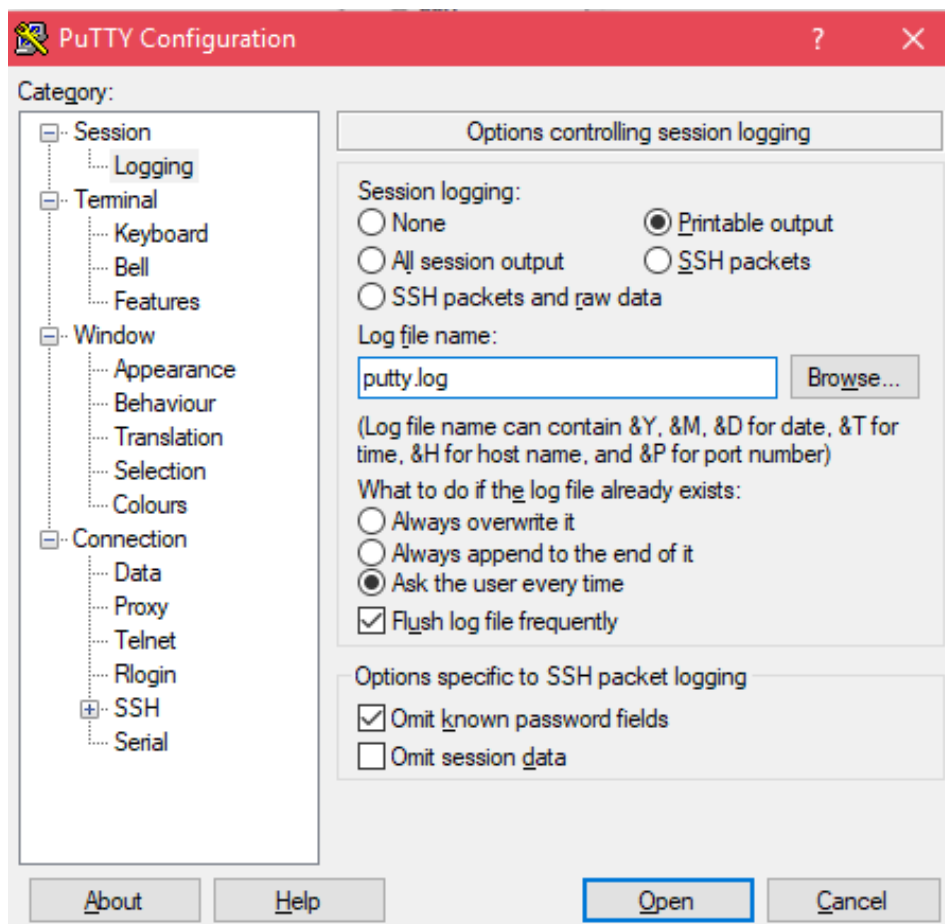 PuTTY Configuration
?
Category:
Session
Logging
Terminal
Keyboard
Bell
Features
Window
Appearance
Behaviour
Translation
Selection
Colours
Connection
Data
Proxy
Telnet
Rlogin
SSH
Serial
Options controlling session logging
Session logging:
None
Printable output
All session output
SSH packets
SSH packets and raw data
Log file name:
putty.log
Browse...
(Log file name can contain &Y, &M, &D for date, &T for
time, &H for host name, and &P for port number)
What to do if the log file already exists:
Always overwrite it
Always append to the end of it
Ask the user every time
Flush log file frequently
Options specific to SSH packet logging
Omit known password fields
Omit session data
About
Help
Open
Cancel